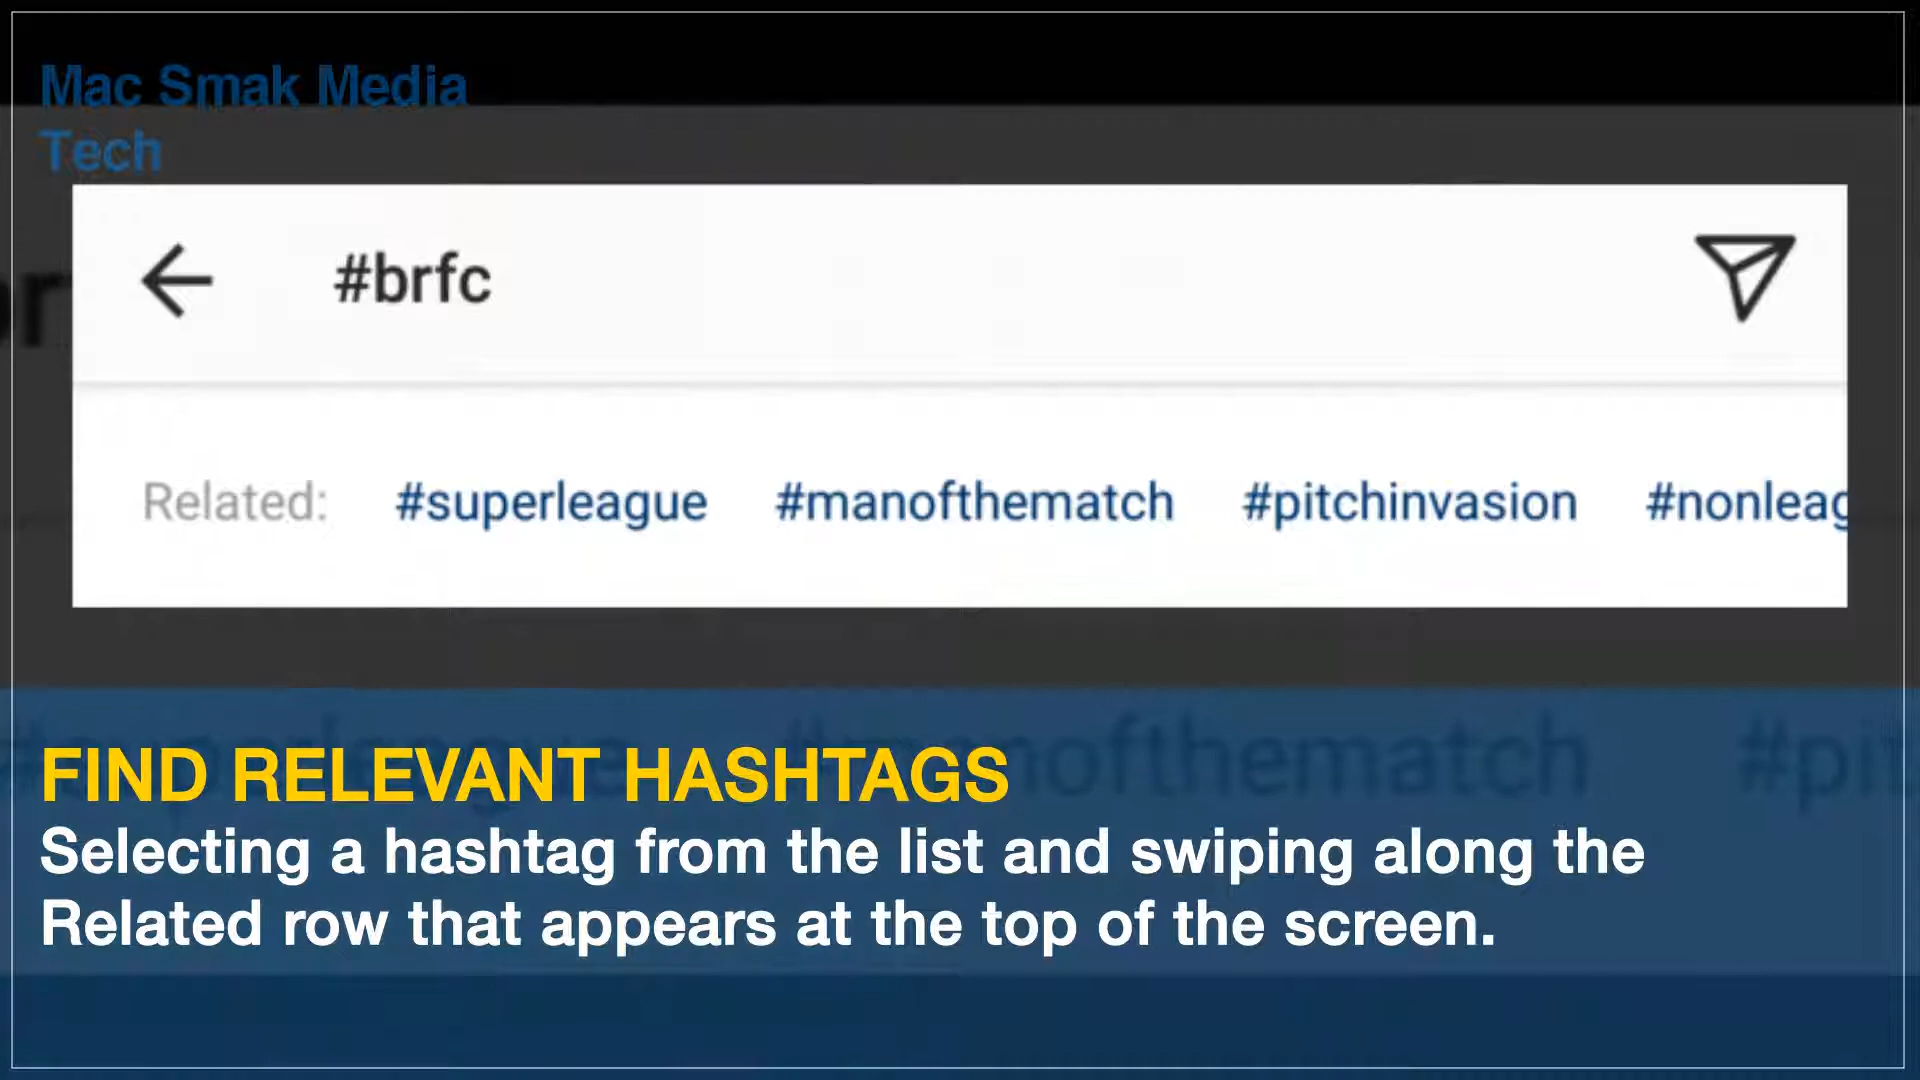 Mac Smak Media
Tech
#brfc
Related: #superleague #manofthematch #pitchinvasion #nonleag
FIND RELEVANT HASHTAGS
Selecting a hashtag from the list and swiping along the
Related row that appears at the top of the screen.